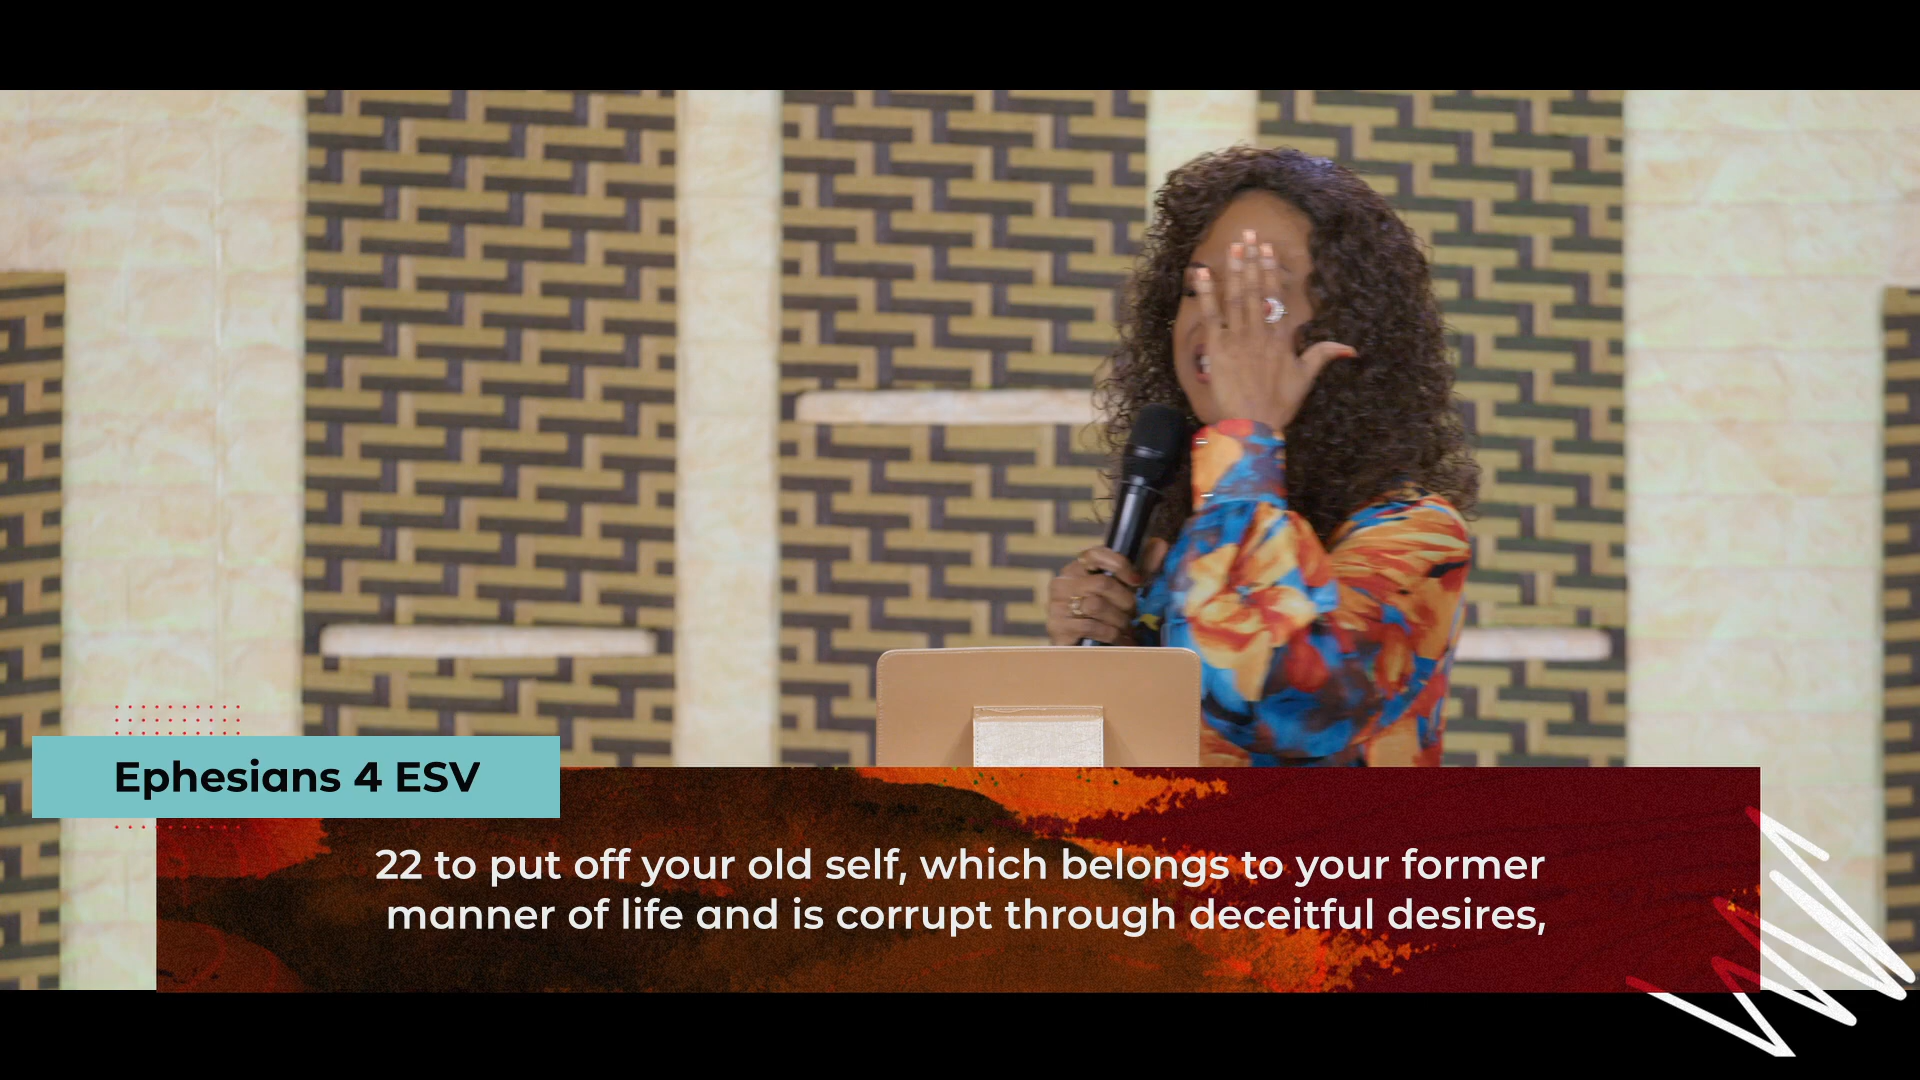 Ephesians 4 ESV
22 to put off your old self, which belongs to your former
manner of life and is corrupt through deceitful desires,